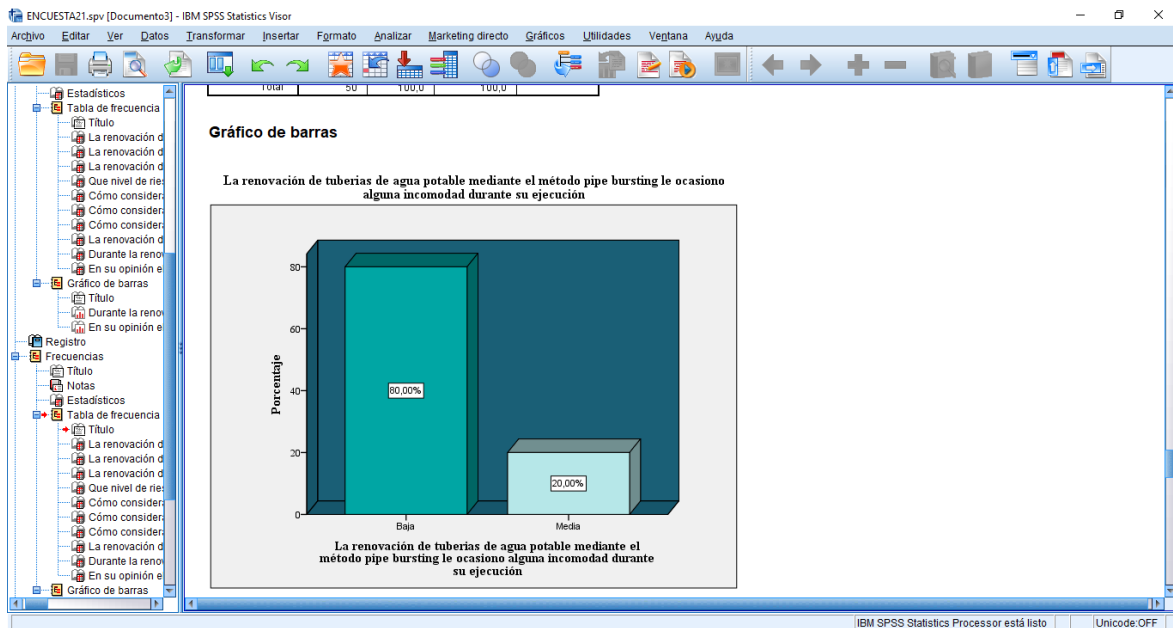 ENCUESTA21.spv [Documento3] - IBM SPSS Statistics Visor
Archivo Editar Ver Datos Transformar Insertar Formato Analizar Marketing directo Gráficos Utilidades Ventana Ayuda
Estadísticos
Tabla de frecuencia
Título
La renovación d
La renovación d
La renovación d
Que nivel de rie
Cómo consider
Cómo consider
Cómo consider
La renovación d
Durante la reno
En su opinión e
Gráfico de barras
Título
Durante la reno
En su opinión e
Registro
Frecuencias
Título
Notas
Estadísticos
Tabla de frecuencia
Título
La renovación d
La renovación d
La renovación d
Que nivel de rie
Cómo consider
Cómo consider
Cómo consider
La renovación d
Durante la reno
En su opinión e
Gráfico de barras
Total 50 100,0 100,0
Gráfico de barras
La renovación de tuberias de agua potable mediante el método pipe bursting le ocasiono
alguna incomodad durante su ejecución
Porcentaje
80
60
40
20
0
80,00%
20,00%
Baja Media
La renovación de tuberias de agua potable mediante el
método pipe bursting le ocasiono alguna incomodad durante
su ejecución
IBM SPSS Statistics Processor está listo Unicode:OFF